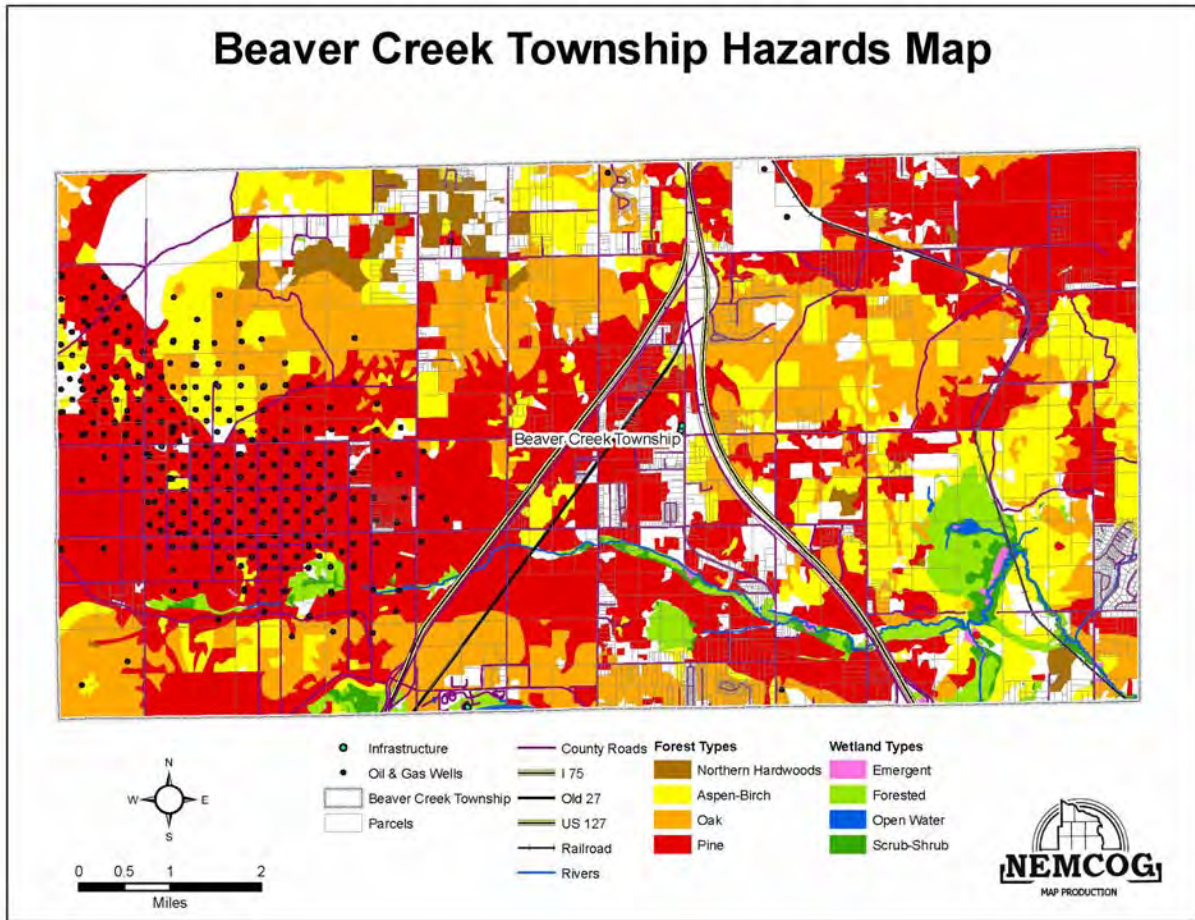 Beaver Creek Township Hazards Map
Beaver Creek Township
N
W E
S
0 0.5 1 2
Miles
Infrastructure
Oil & Gas Wells
Beaver Creek Township
Parcels
County Roads
I 75
Old 27
US 127
Railroad
Rivers
Forest Types
Northern Hardwoods
Aspen-Birch
Oak
Pine
Wetland Types
Emergent
Forested
Open Water
Scrub-Shrub
NEMCOG
MAP PRODUCTION